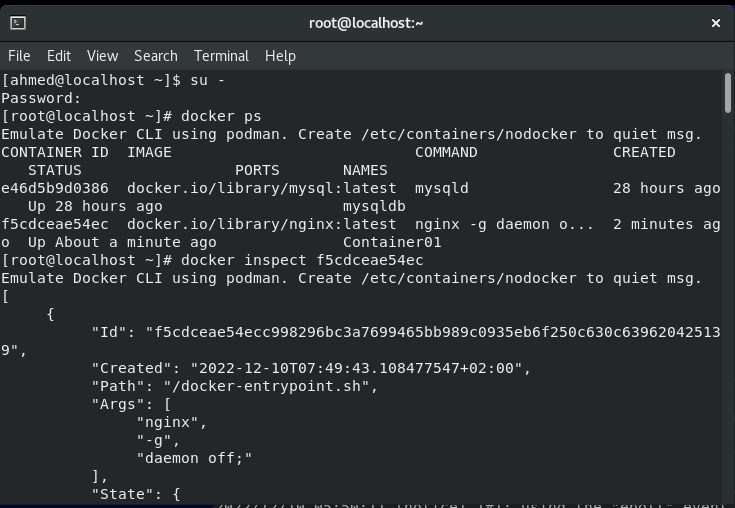 root@localhost:~
File Edit View Search Terminal Help
[ahmed@localhost ~]$ su -
Password:
[root@localhost ~]# docker ps
Emulate Docker CLI using podman. Create /etc/containers/nodocker to quiet msg.
CONTAINER ID  IMAGE                           COMMAND               CREATED
   STATUS                 PORTS       NAMES
e46d5b9d0386  docker.io/library/mysql:latest  mysqld                28 hours ago
   Up 28 hours ago                    mysqldb
f5cdceae54ec  docker.io/library/nginx:latest  nginx -g daemon o...  2 minutes ag
o  Up About a minute ago              Container01
[root@localhost ~]# docker inspect f5cdceae54ec
Emulate Docker CLI using podman. Create /etc/containers/nodocker to quiet msg.
[
     {
          "Id": "f5cdceae54ecc998296bc3a7699465bb989c0935eb6f250c630c63962042513
9",
          "Created": "2022-12-10T07:49:43.108477547+02:00",
          "Path": "/docker-entrypoint.sh",
          "Args": [
               "nginx",
               "-g",
               "daemon off;"
          ],
          "State": {